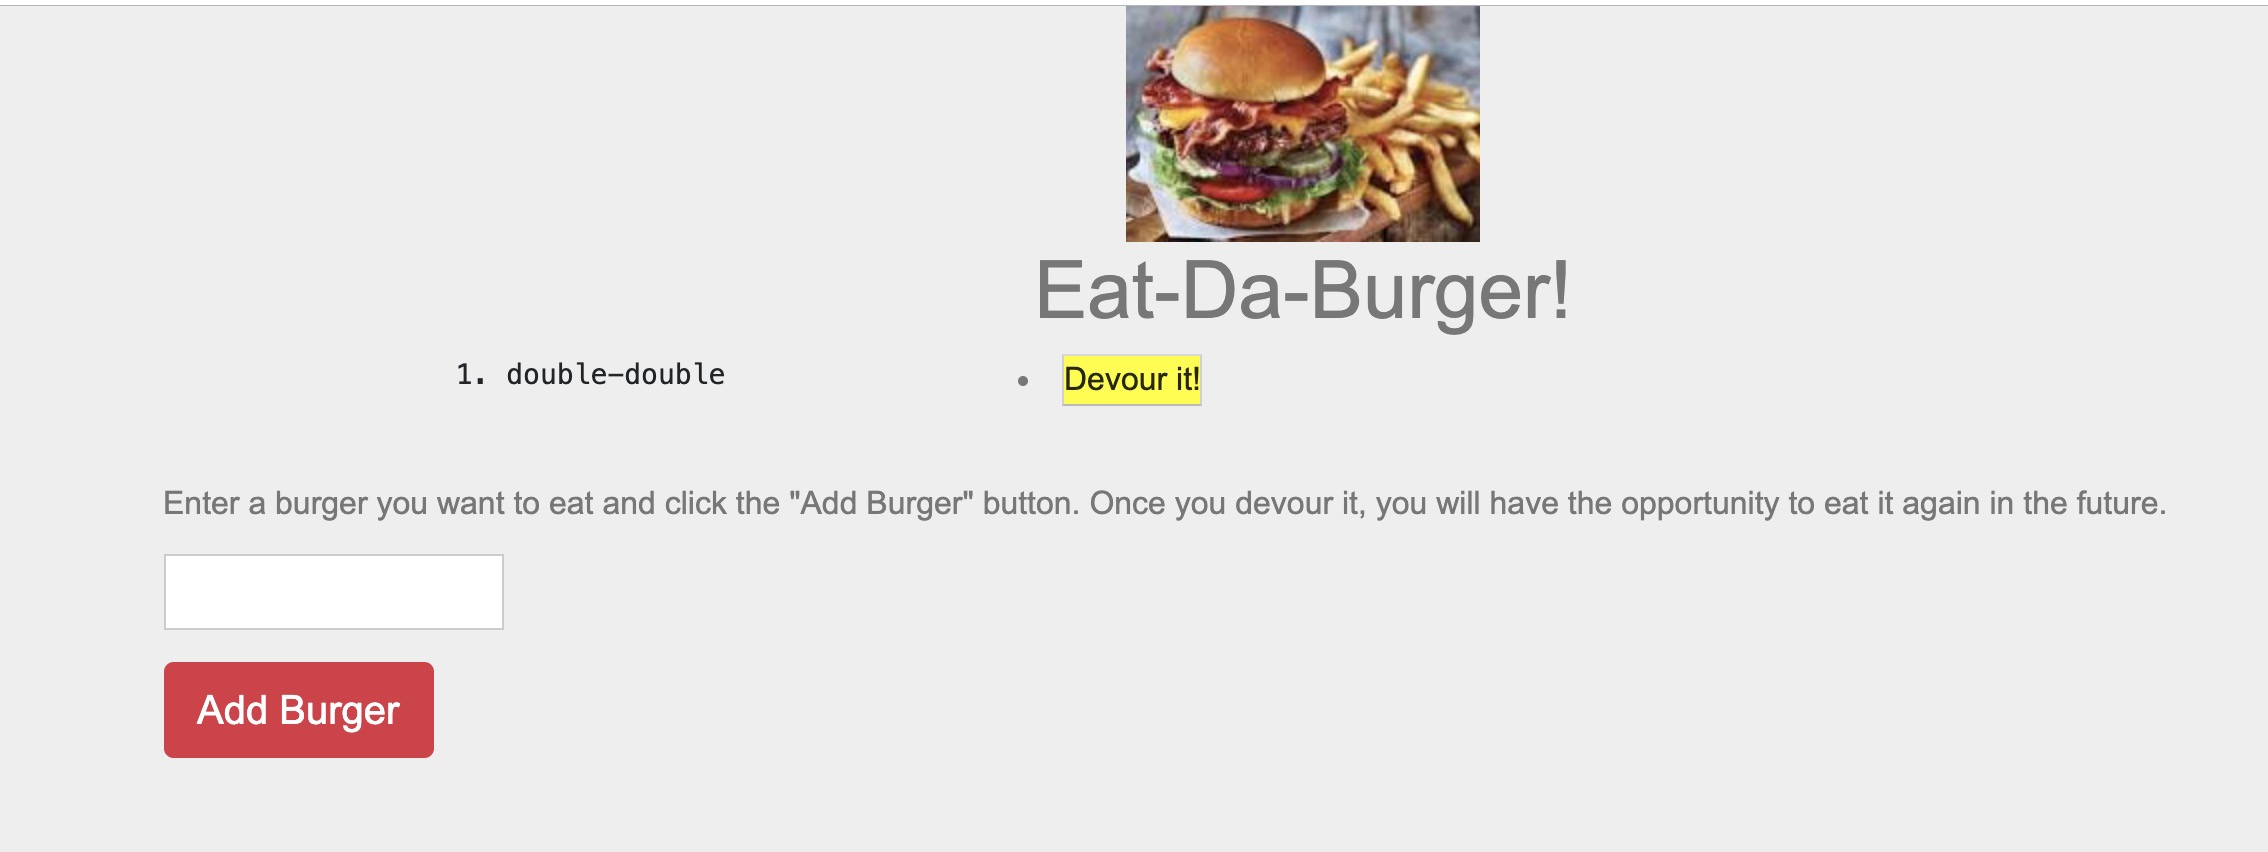 Eat-Da-Burger!
1. double-double
Devour it!
Enter a burger you want to eat and click the "Add Burger" button. Once you devour it, you will have the opportunity to eat it again in the future.
Add Burger